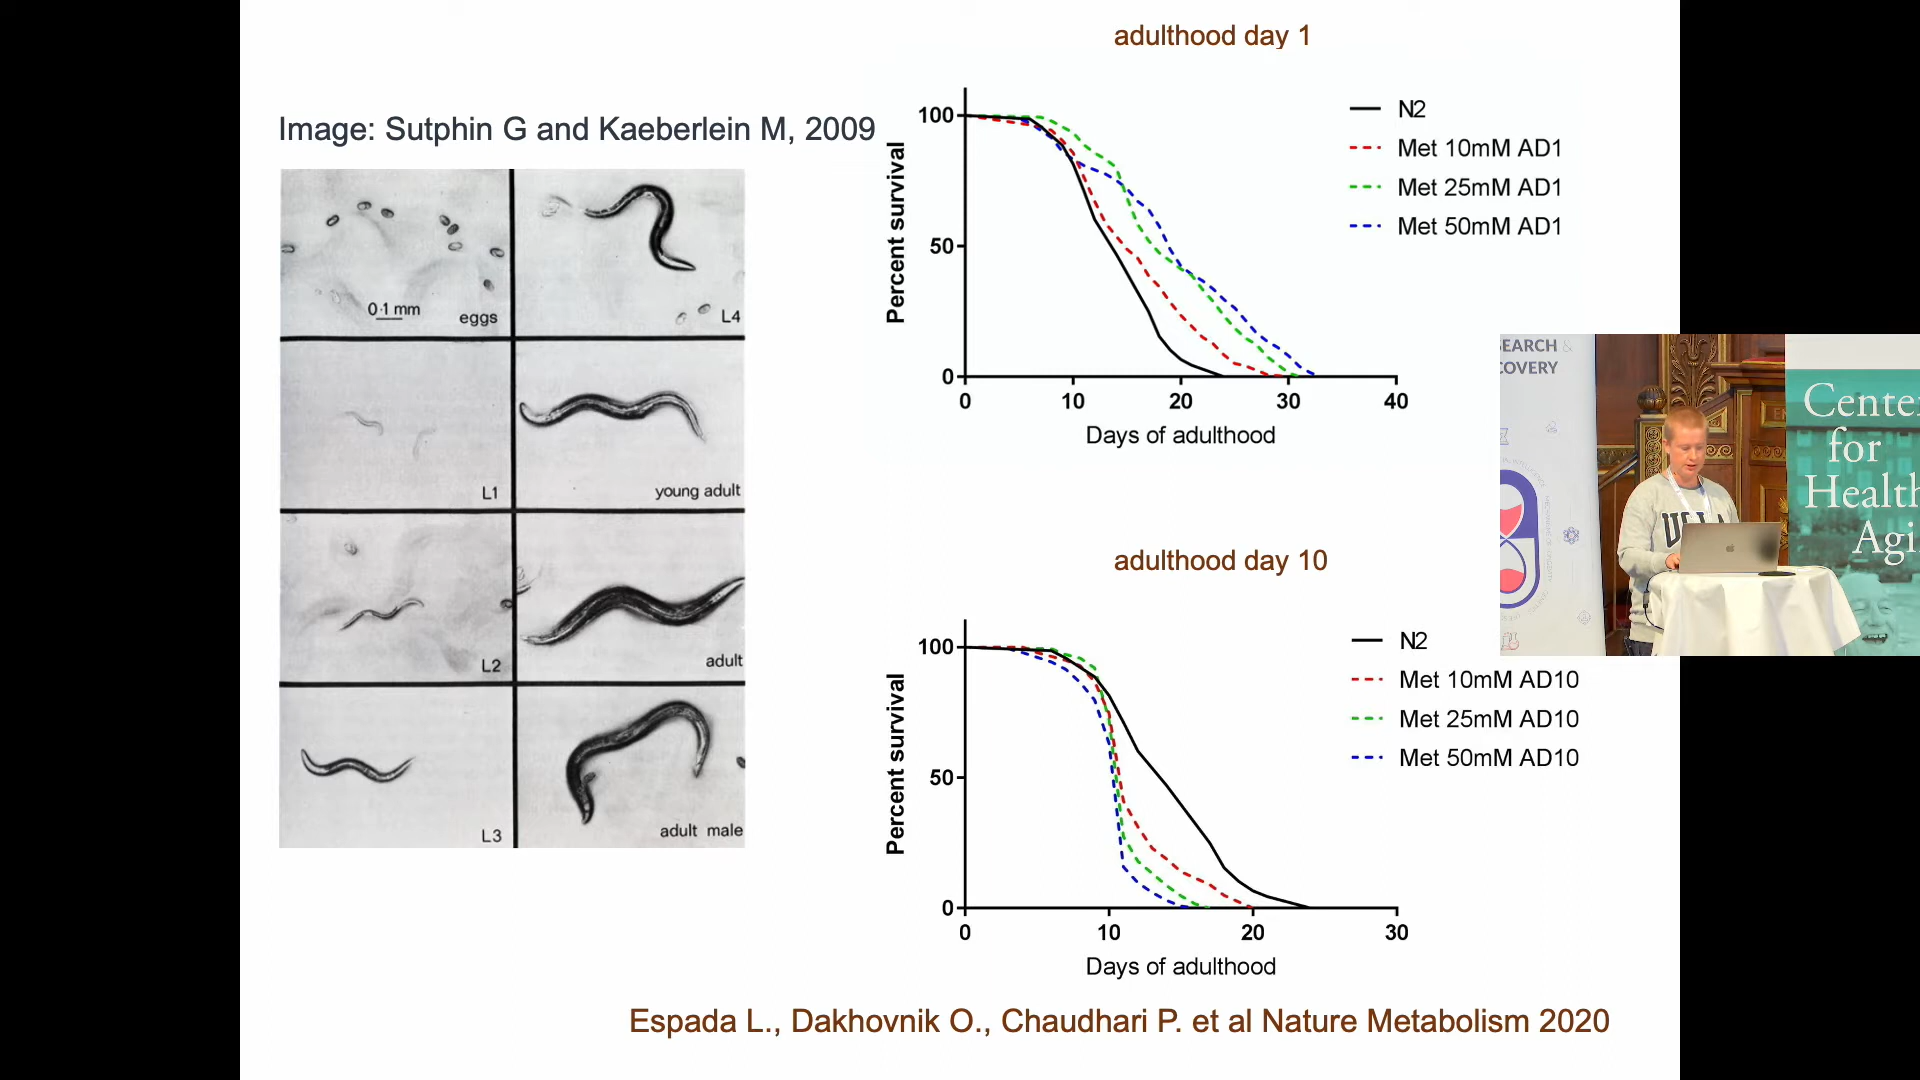 adulthood day 1
Image: Sutphin G and Kaeberlein M, 2009
0·1 mm
eggs
L4
L1
young adult
L2
adult
L3
adult male
Percent survival
100
50
0
0 10 20 30 40
Days of adulthood
N2
Met 10mM AD1
Met 25mM AD1
Met 50mM AD1
adulthood day 10
Percent survival
100
50
0
0 10 20 30
Days of adulthood
N2
Met 10mM AD10
Met 25mM AD10
Met 50mM AD10
EARCH &
COVERY
Center
for
Health
Agi
Espada L., Dakhovnik O., Chaudhari P. et al Nature Metabolism 2020